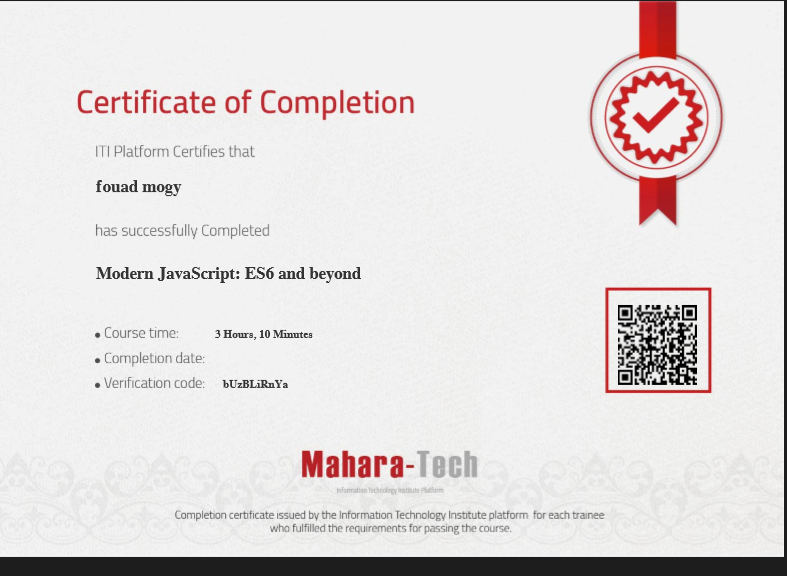 Certificate of Completion
ITI Platform Certifies that
fouad mogy
has successfully Completed
Modern JavaScript: ES6 and beyond
• Course time: 3 Hours, 10 Minutes
• Completion date:
• Verification code: bUzBLiRnYa
Mahara-Tech
Information Technology Institute Platform
Completion certificate issued by the Information Technology Institute platform for each trainee
who fulfilled the requirements for passing the course.